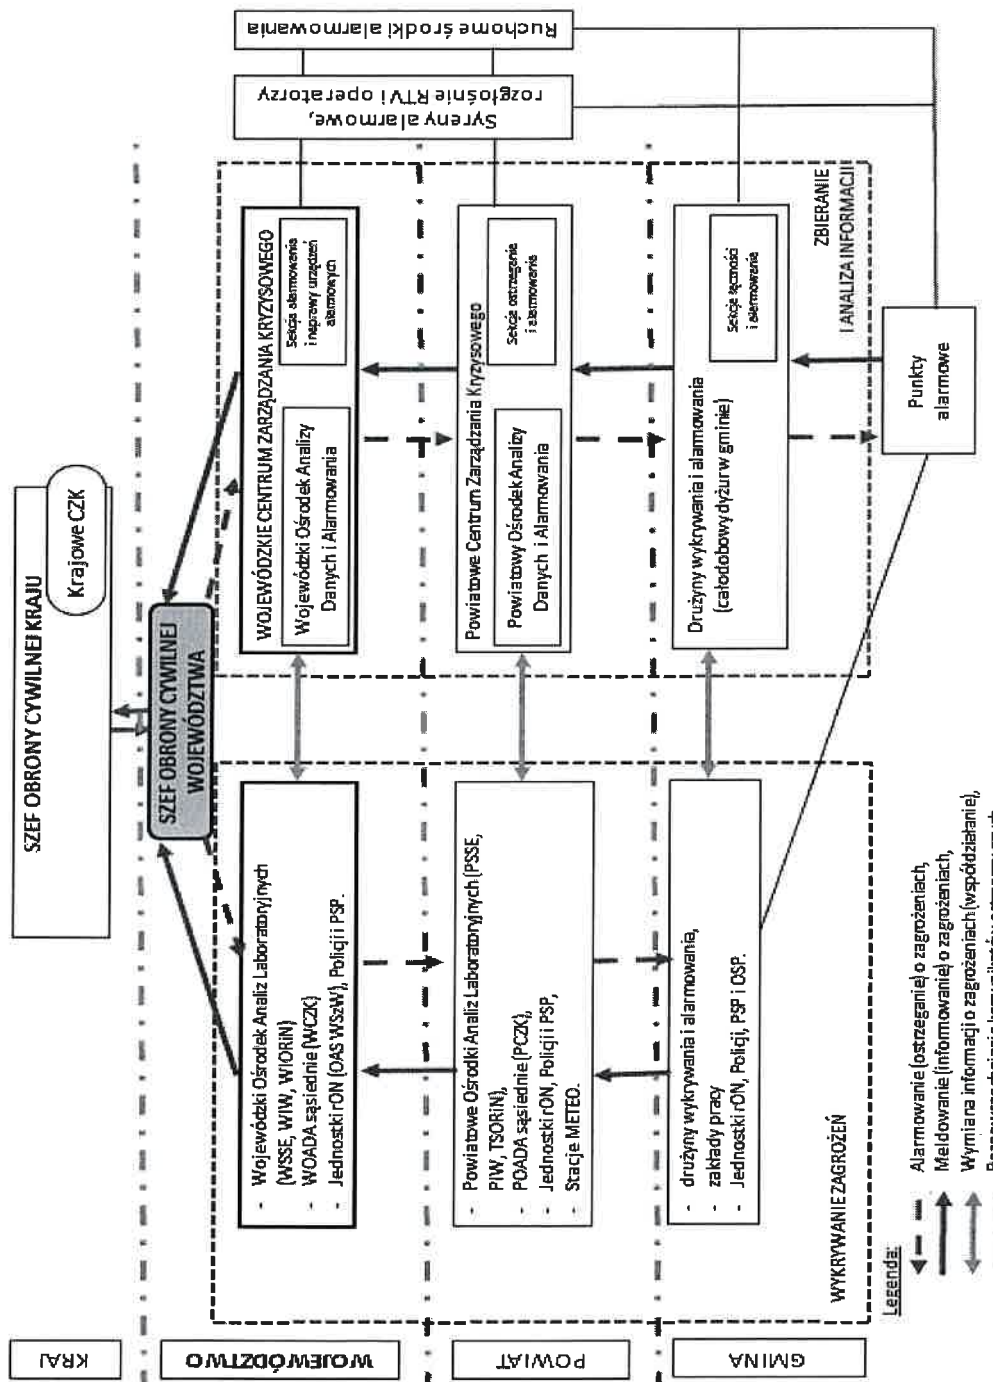 KRAJ
SZEF OBRONY CYWILNEJ KRAJU
Krajowe CZK
WOJEWÓDZTWO
SZEF OBRONY CYWILNEJ
WOJEWÓDZTWA
- Wojewódzki Ośrodek Analiz Laboratoryjnych
(WSSE, WIW, WIORiN)
- WOADA sąsiednie (WCZK)
- Jednostki rON (OAS WSzW), Policji i PSP.
WOJEWÓDZKIE CENTRUM ZARZĄDZANIA KRYZYSOWEGO
Wojewódzki Ośrodek Analizy
Danych i Alarmowania
Sekcja alarmowania
i naprawy urządzeń
alarmowych
POWIAT
- Powiatowe Ośrodki Analiz Laboratoryjnych (PSSE,
PIW, TSORiN),
- POADA sąsiednie (PCZK),
- Jednostki rON, Policji i PSP,
- Stacje METEO.
Powiatowe Centrum Zarządzania Kryzysowego
Powiatowy Ośrodek Analizy
Danych i Alarmowania
Sekcja ostrzegania
i alarmowania
GMINA
- drużyny wykrywania i alarmowania,
- zakłady pracy
- Jednostki rON, Policji, PSP i OSP.
WYKRYWANIE ZAGROŻEŃ
Drużyny wykrywania i alarmowania
(całodobowy dyżur w gminie)
Sekcje łączności
i alarmowania
ZBIERANIE
I ANALIZA INFORMACJI
Syreny alarmowe,
rozgłośnie RTV i operatorzy
Ruchome środki alarmowania
Punkty
alarmowe
Legenda:
Alarmowanie (ostrzeganie) o zagrożeniach,
Meldowanie (informowanie) o zagrożeniach,
Wymiana informacji o zagrożeniach (współdziałanie),